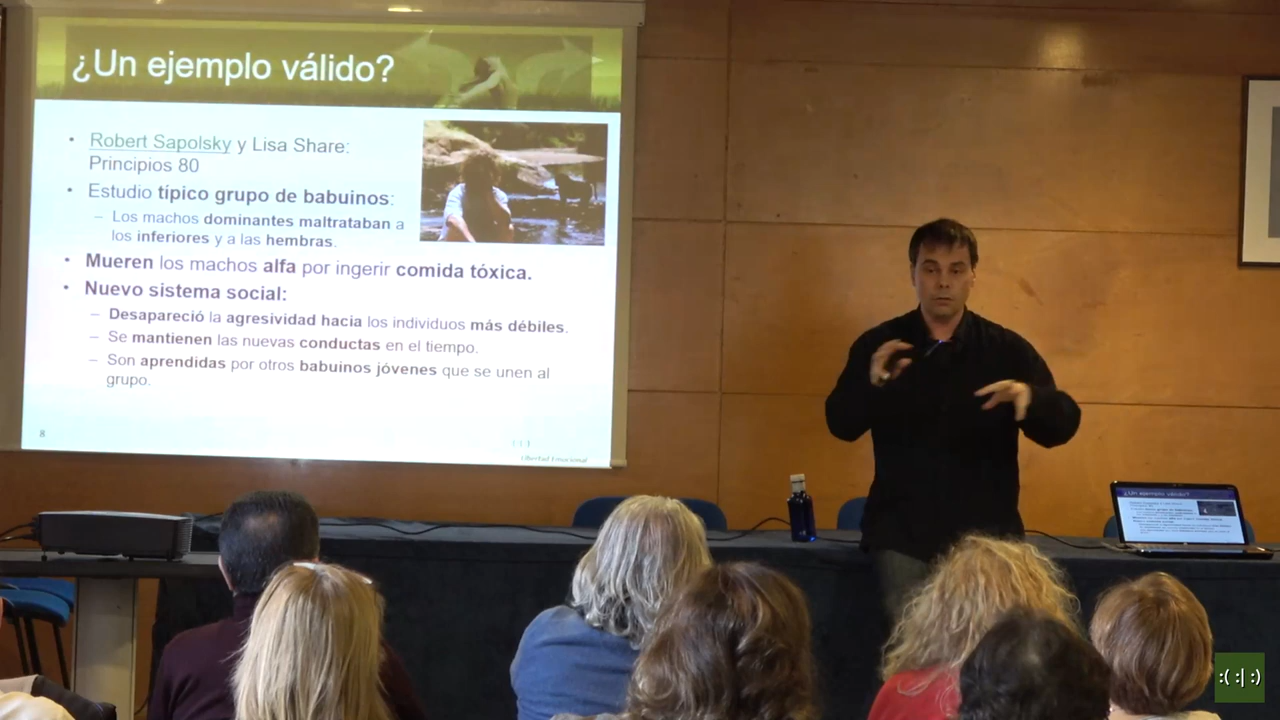 ¿Un ejemplo válido?
• Robert Sapolsky y Lisa Share:
Principios 80
• Estudio típico grupo de babuinos:
– Los machos dominantes maltrataban a
los inferiores y a las hembras.
• Mueren los machos alfa por ingerir comida tóxica.
• Nuevo sistema social:
– Desapareció la agresividad hacia los individuos más débiles.
– Se mantienen las nuevas conductas en el tiempo.
– Son aprendidas por otros babuinos jóvenes que se unen al
grupo.
8
Libertad Emocional
¿Un ejemplo válido?
:( :| :)